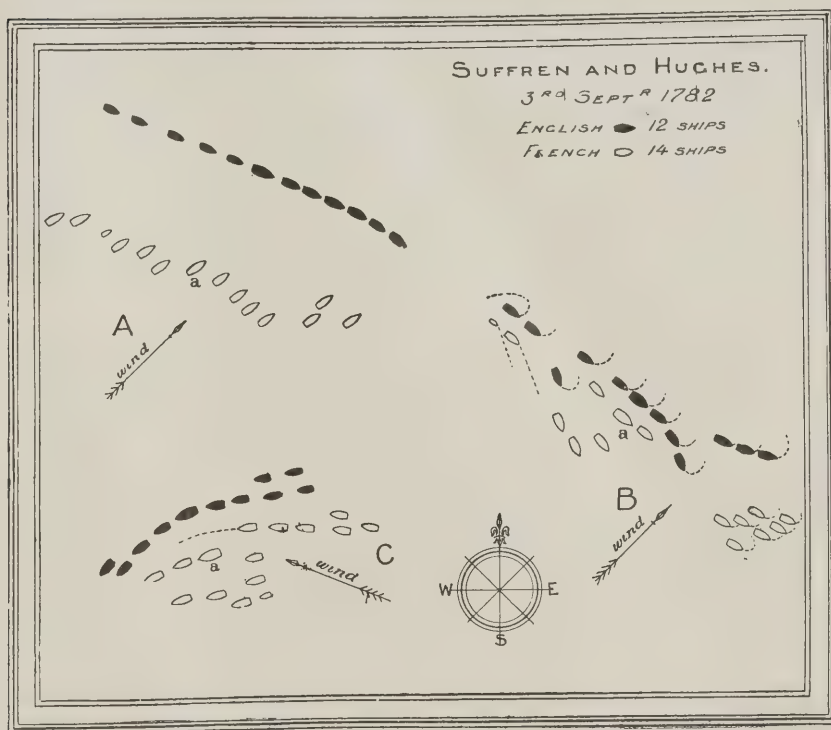 SUFFREN AND HUGHES.
3RD SEPTR 1782
ENGLISH 12 SHIPS
FRENCH 14 SHIPS
a
A
wind
a
B
wind
a
C
wind
W E
S